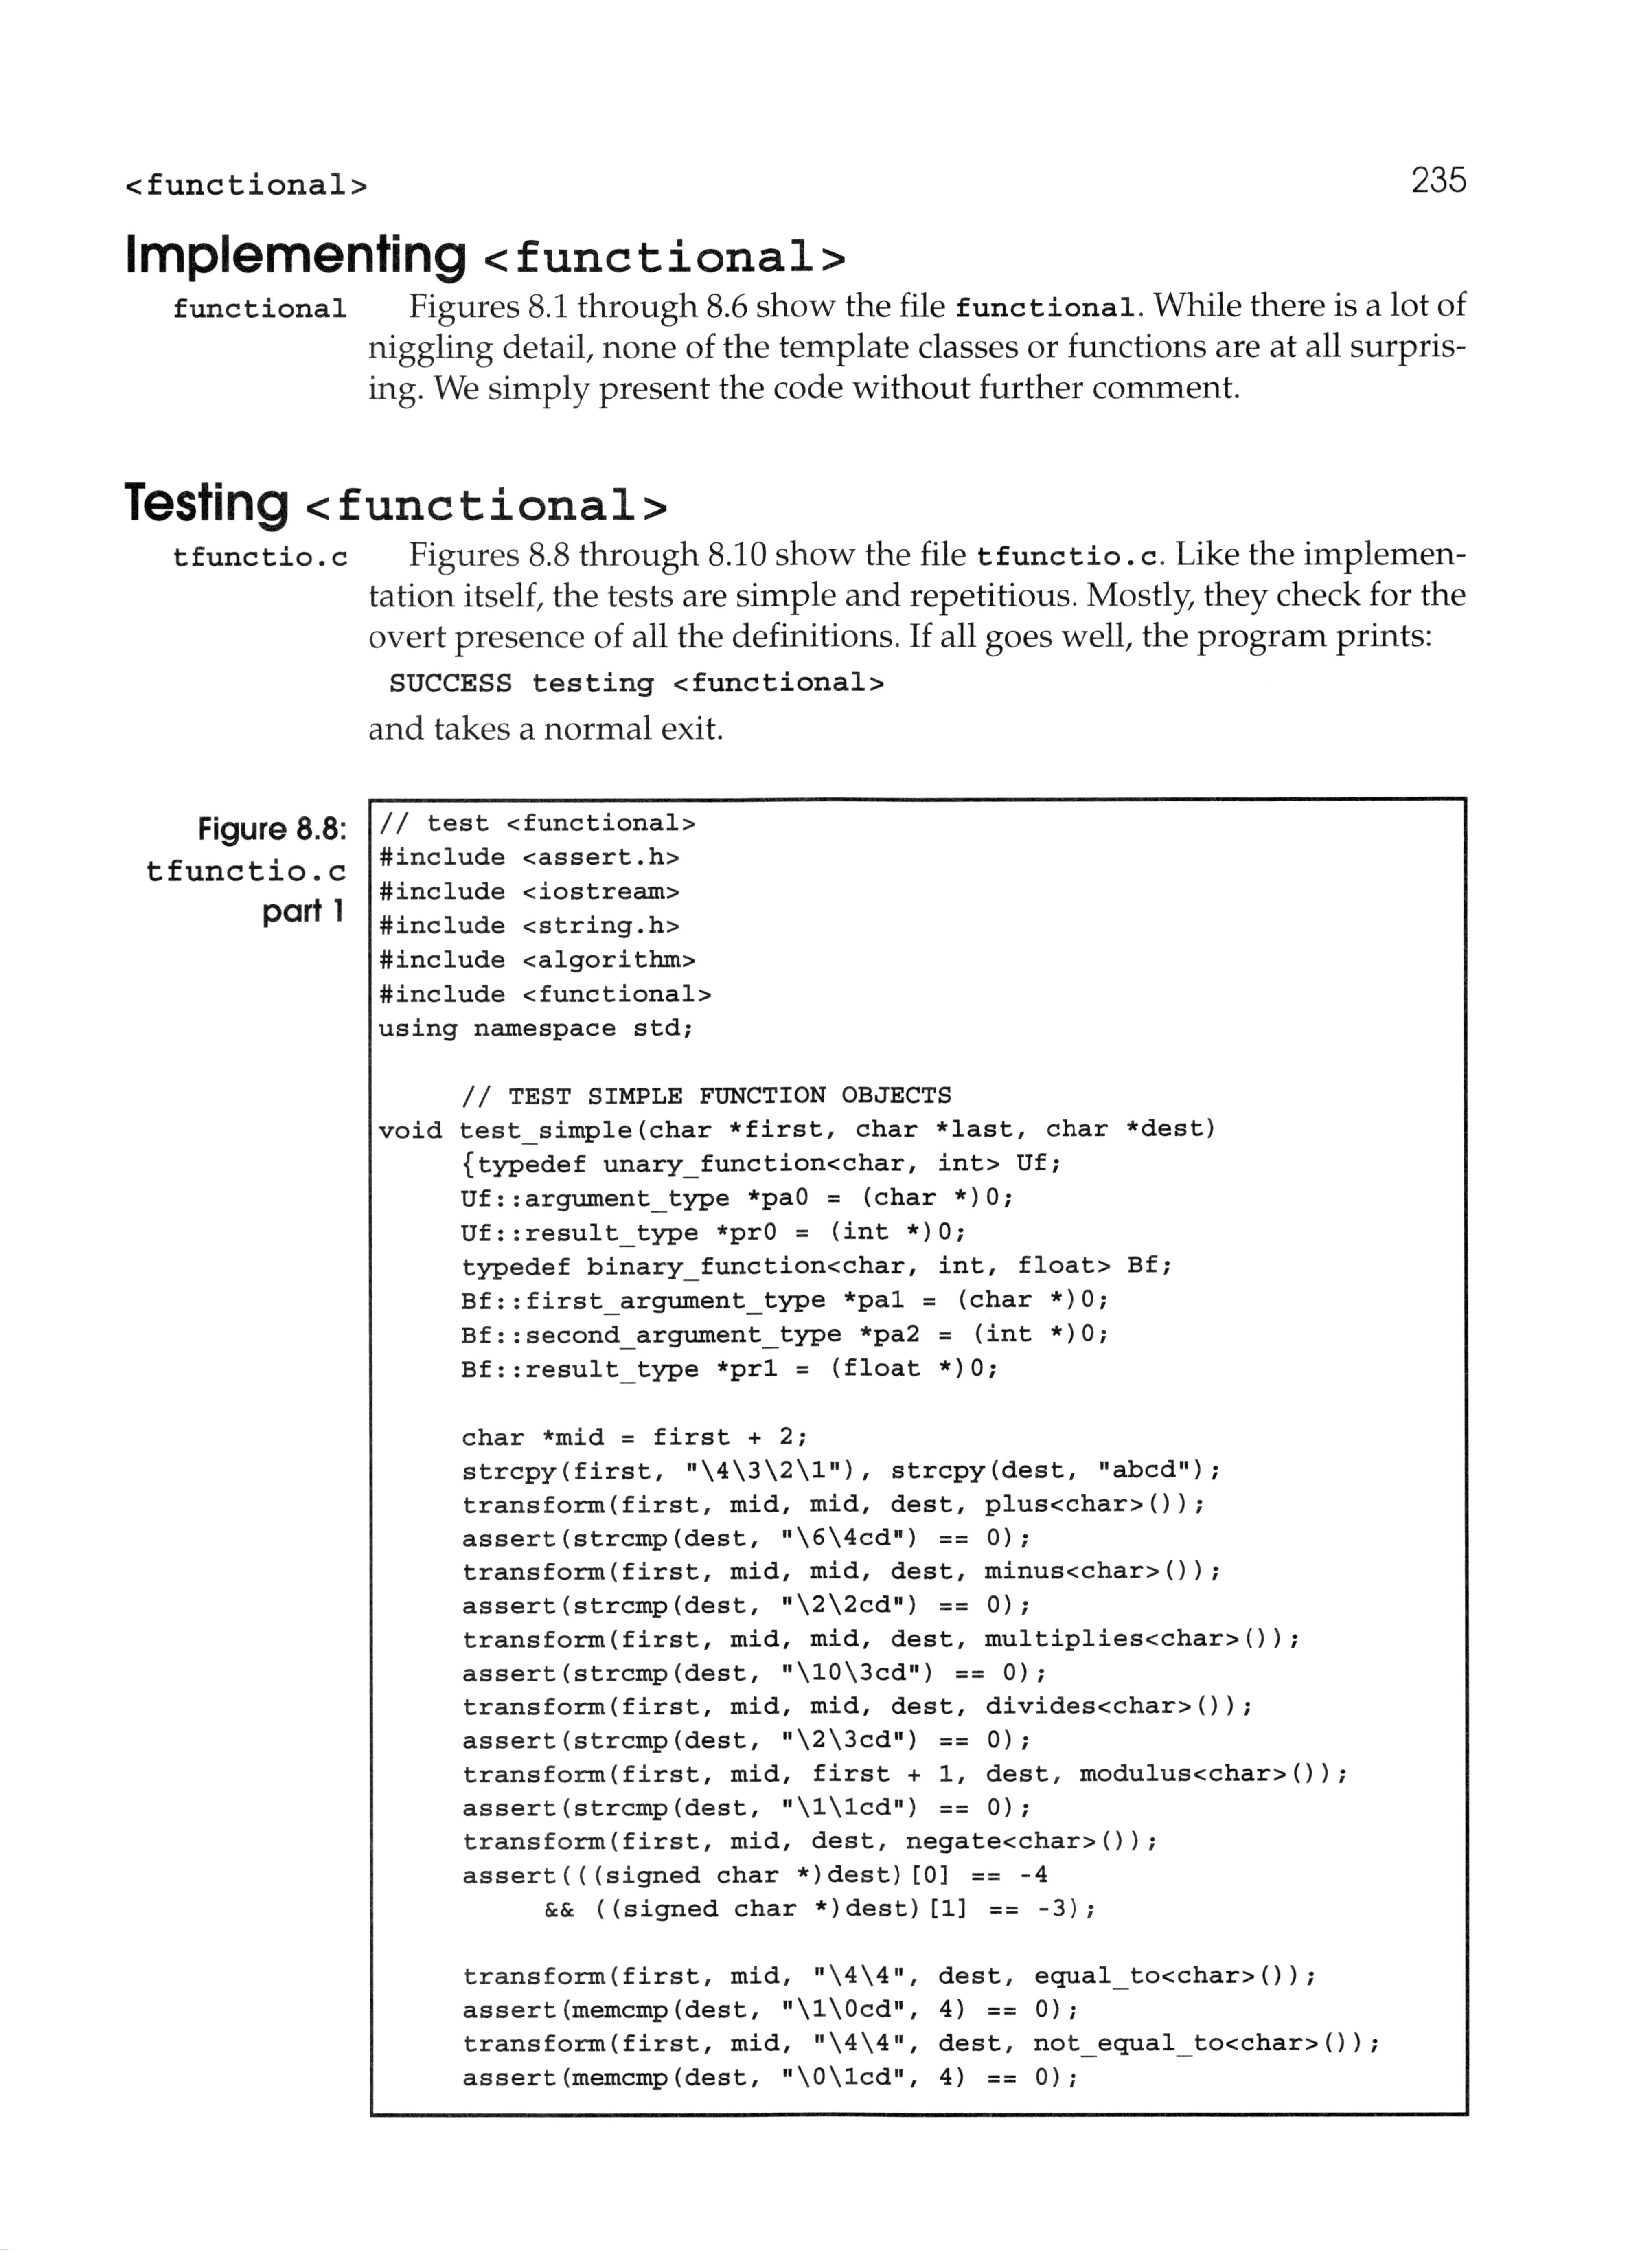 <functional>
235
Implementing <functional>
functional
Figures 8.1 through 8.6 show the file functional. While there is a lot of
niggling detail, none of the template classes or functions are at all surpris-
ing. We simply present the code without further comment.
Testing <functional>
tfunctio.c
Figures 8.8 through 8.10 show the file tfunctio.c. Like the implemen-
tation itself, the tests are simple and repetitious. Mostly, they check for the
overt presence of all the definitions. If all goes well, the program prints:
SUCCESS testing <functional>
and takes a normal exit.
Figure 8.8:
tfunctio.c
part 1
// test <functional>
#include <assert.h>
#include <iostream>
#include <string.h>
#include <algorithm>
#include <functional>
using namespace std;
// TEST SIMPLE FUNCTION OBJECTS
void test_simple(char *first, char *last, char *dest)
{typedef unary_function<char, int> Uf;
Uf::argument_type *pa0 = (char *)0;
Uf::result_type *pr0 = (int *)0;
typedef binary_function<char, int, float> Bf;
Bf::first_argument_type *pa1 = (char *)0;
Bf::second_argument_type *pa2 = (int *)0;
Bf::result_type *pr1 = (float *)0;
char *mid = first + 2;
strcpy(first, "\4\3\2\1"), strcpy(dest, "abcd");
transform(first, mid, mid, dest, plus<char>());
assert(strcmp(dest, "\6\4cd") == 0);
transform(first, mid, mid, dest, minus<char>());
assert(strcmp(dest, "\2\2cd") == 0);
transform(first, mid, mid, dest, multiplies<char>());
assert(strcmp(dest, "\10\3cd") == 0);
transform(first, mid, mid, dest, divides<char>());
assert(strcmp(dest, "\2\3cd") == 0);
transform(first, mid, first + 1, dest, modulus<char>());
assert(strcmp(dest, "\1\1cd") == 0);
transform(first, mid, dest, negate<char>());
assert(((signed char *)dest)[0] == -4
&& ((signed char *)dest)[1] == -3);
transform(first, mid, "\4\4", dest, equal_to<char>());
assert(memcmp(dest, "\1\0cd", 4) == 0);
transform(first, mid, "\4\4", dest, not_equal_to<char>());
assert(memcmp(dest, "\0\1cd", 4) == 0);